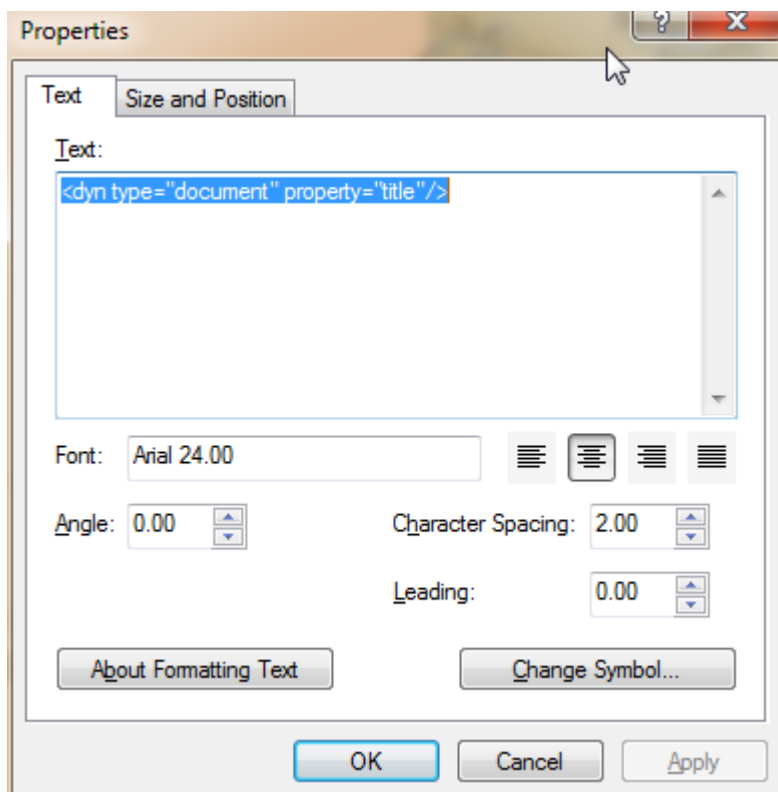 Properties
Text
Size and Position
Text:
<dyn type="document" property="title"/>
Font:
Arial 24.00
Angle:
0.00
Character Spacing:
2.00
Leading:
0.00
About Formatting Text
Change Symbol...
OK
Cancel
Apply